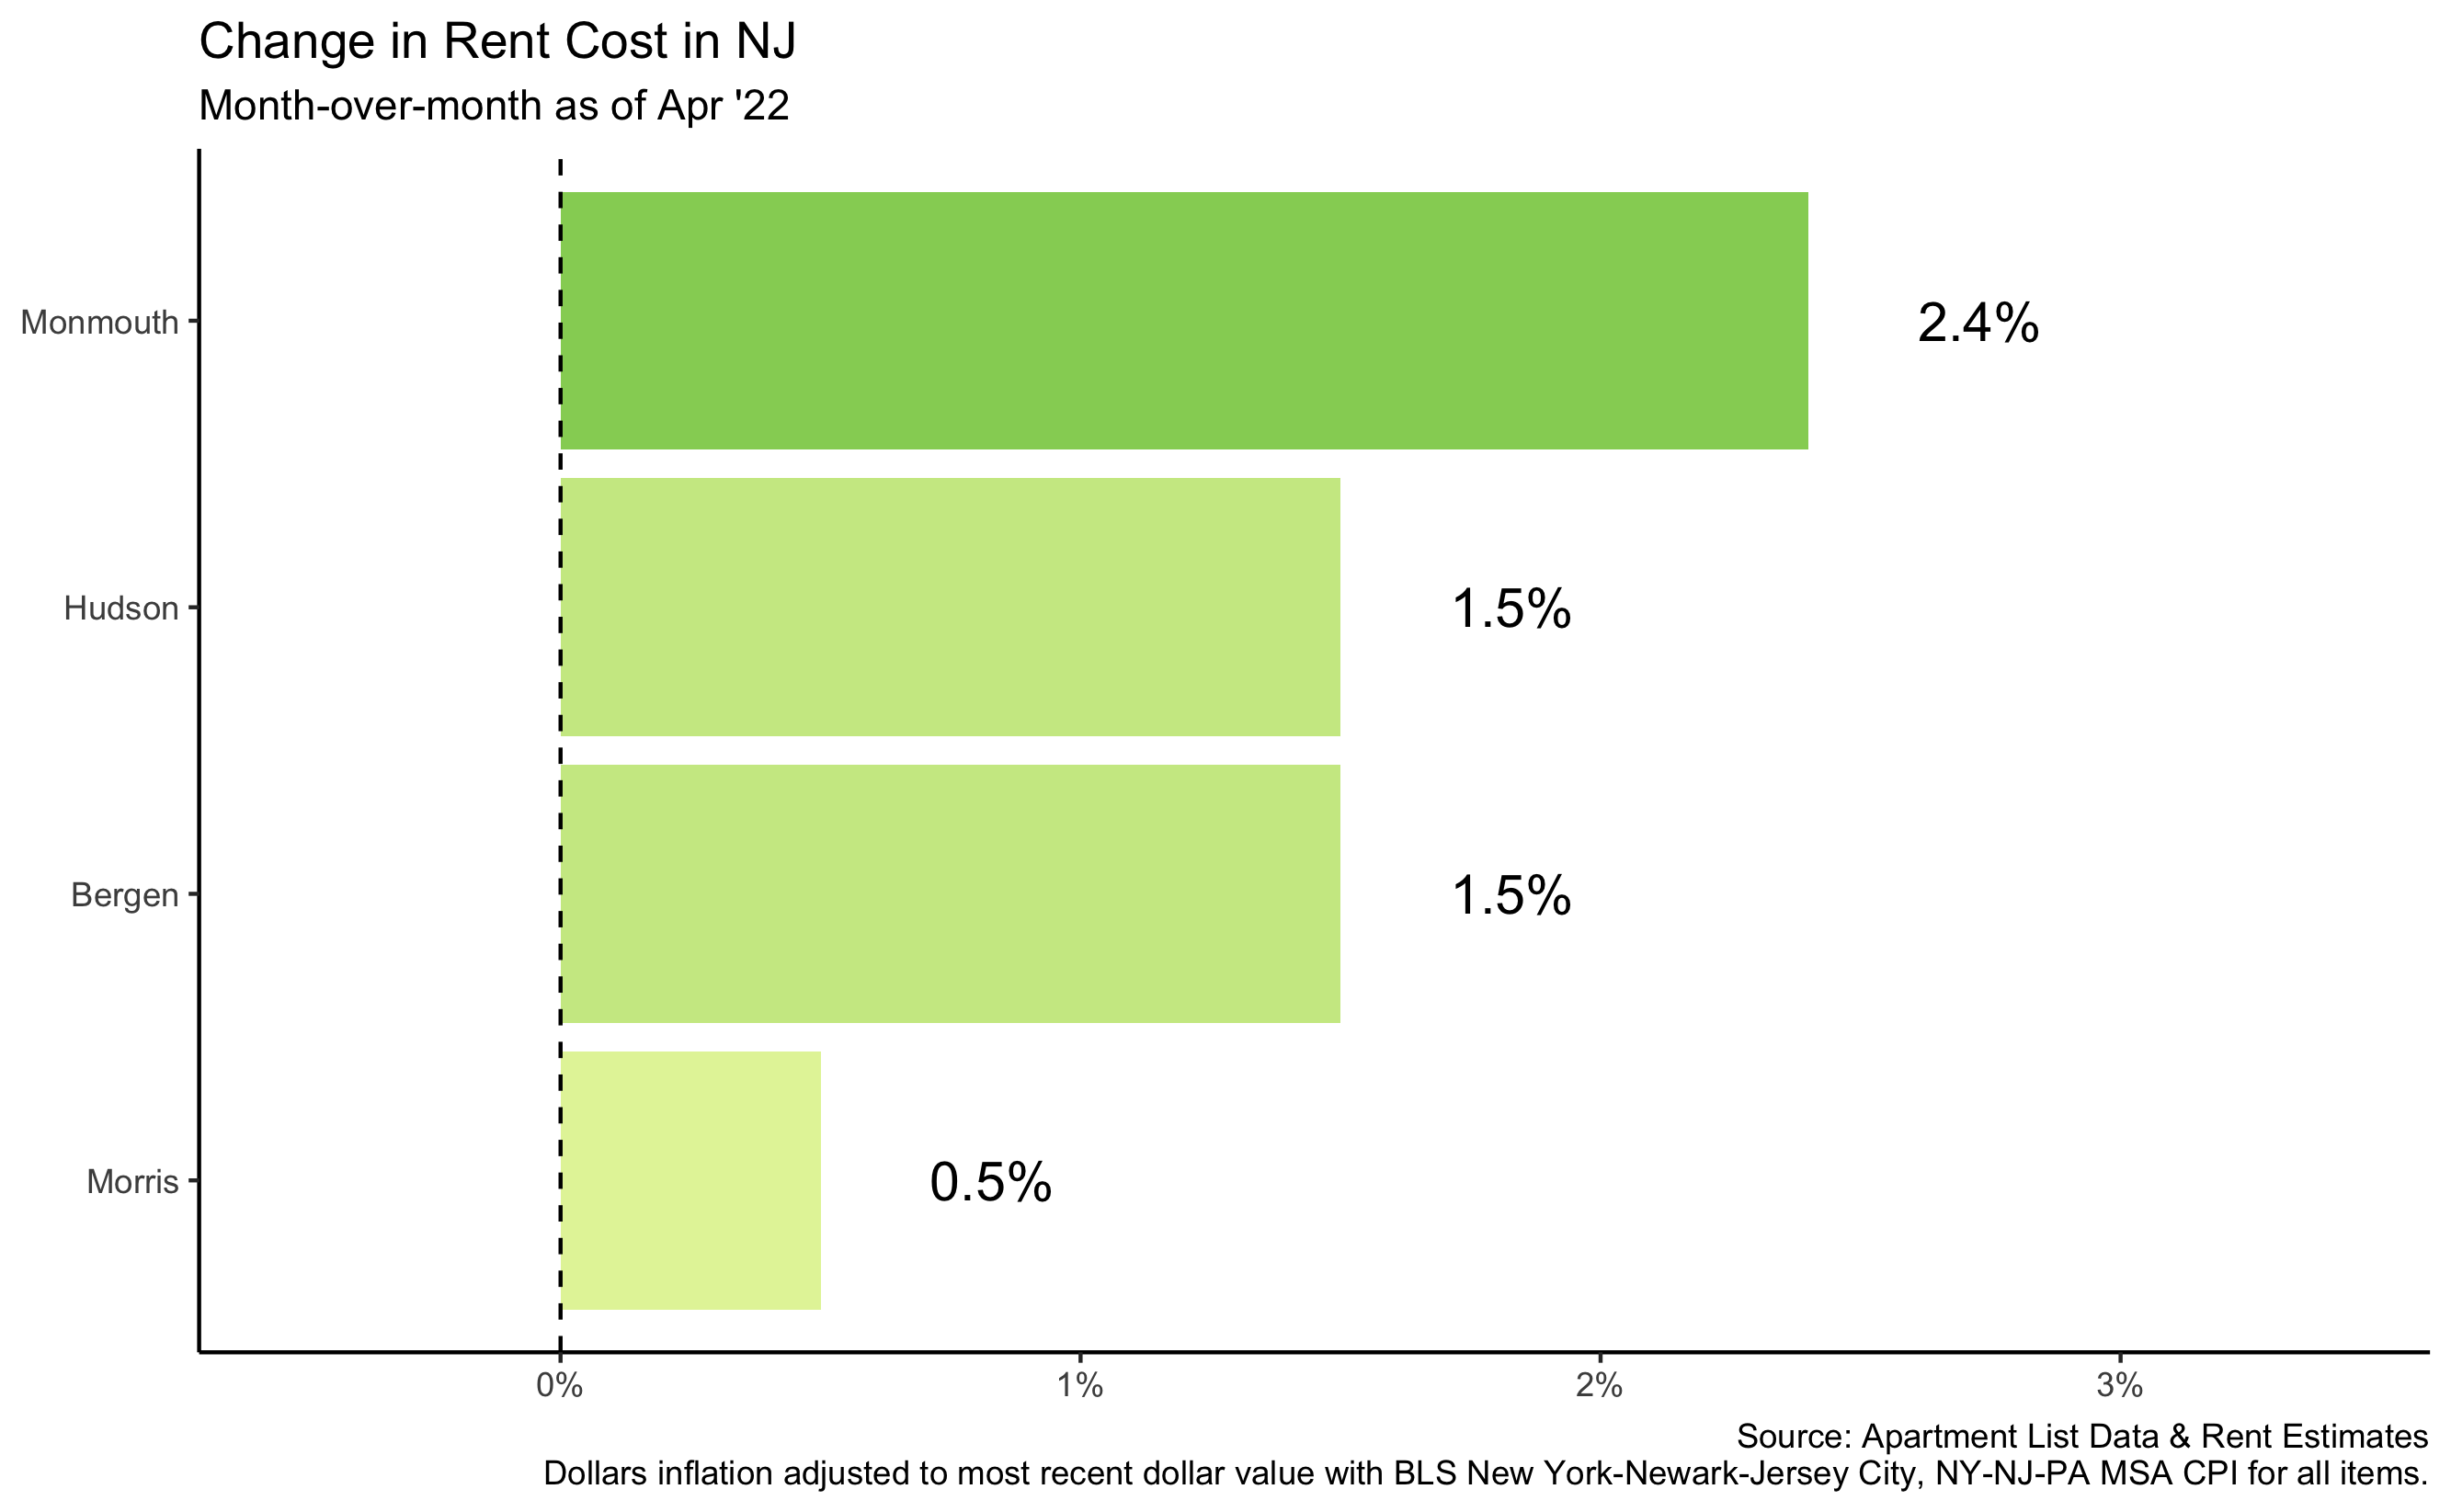 Change in Rent Cost in NJ
Month-over-month as of Apr '22
Monmouth
2.4%
Hudson
1.5%
Bergen
1.5%
Morris
0.5%
0%
1%
2%
3%
Source: Apartment List Data & Rent Estimates
Dollars inflation adjusted to most recent dollar value with BLS New York-Newark-Jersey City, NY-NJ-PA MSA CPI for all items.